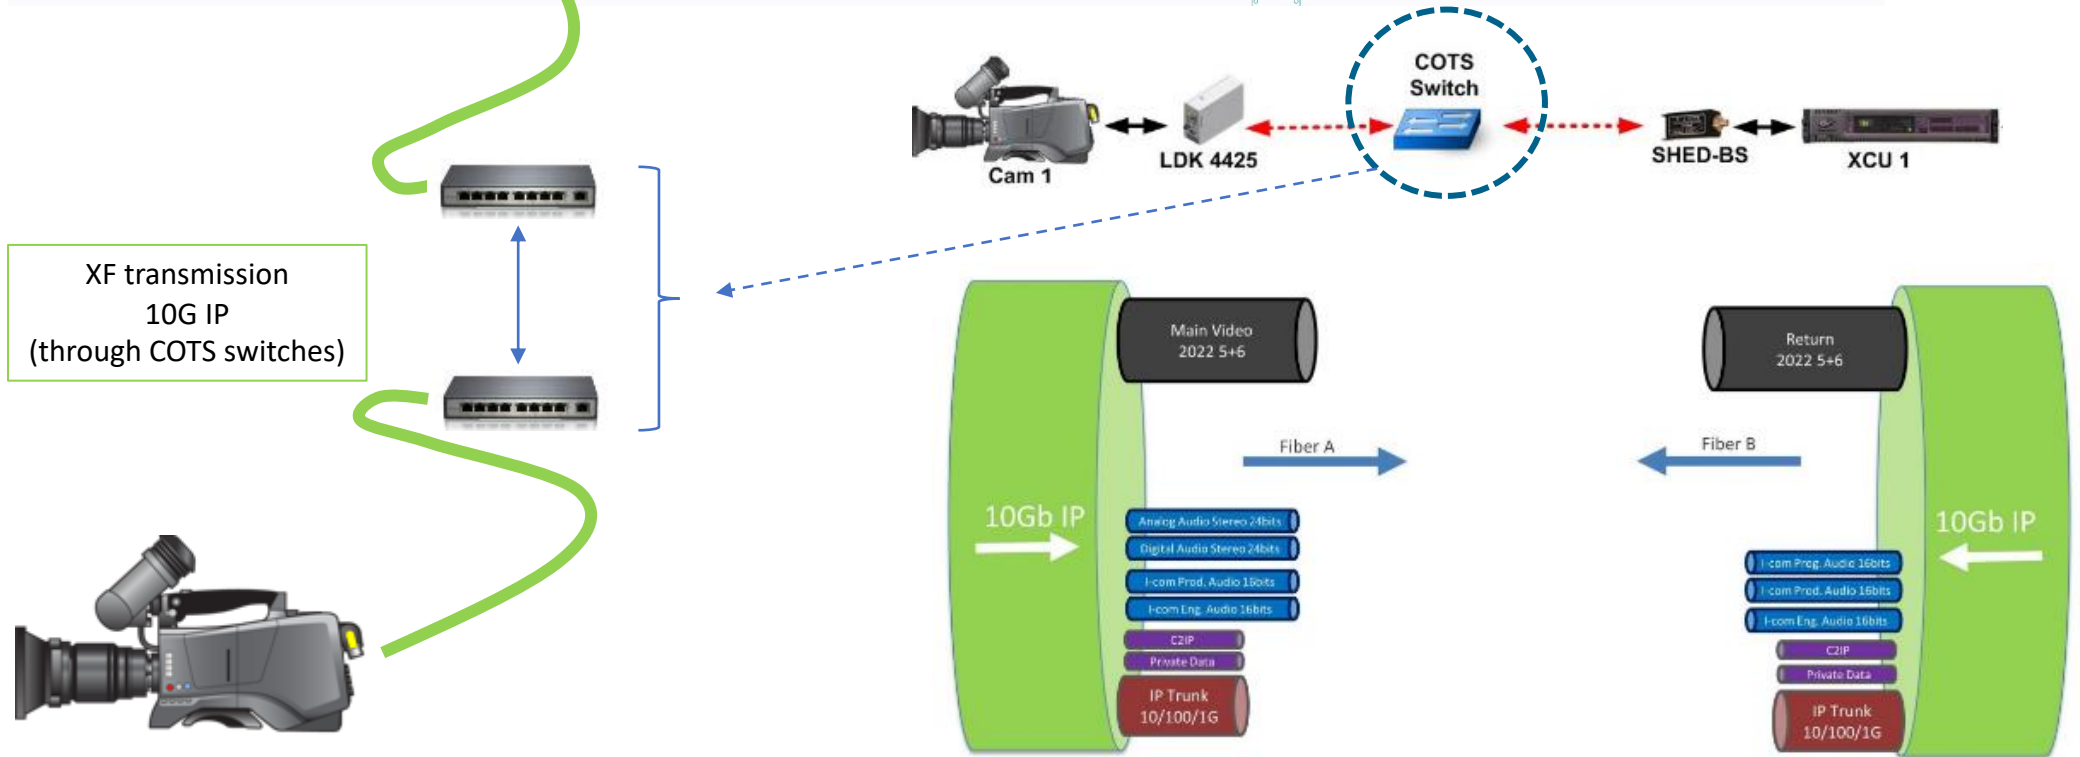 COTS
Switch
Cam 1
LDK 4425
SHED-BS
XCU 1
XF transmission
10G IP
(through COTS switches)
Main Video
2022 5+6
Return
2022 5+6
Fiber A
Fiber B
10Gb IP
Analog Audio Stereo 24bits
Digital Audio Stereo 24bits
I-com Prod. Audio 16bits
I-com Eng. Audio 16bits
C2IP
Private Data
IP Trunk
10/100/1G
10Gb IP
I-com Prog. Audio 16bits
I-com Prod. Audio 16bits
I-com Eng. Audio 16bits
C2IP
Private Data
IP Trunk
10/100/1G